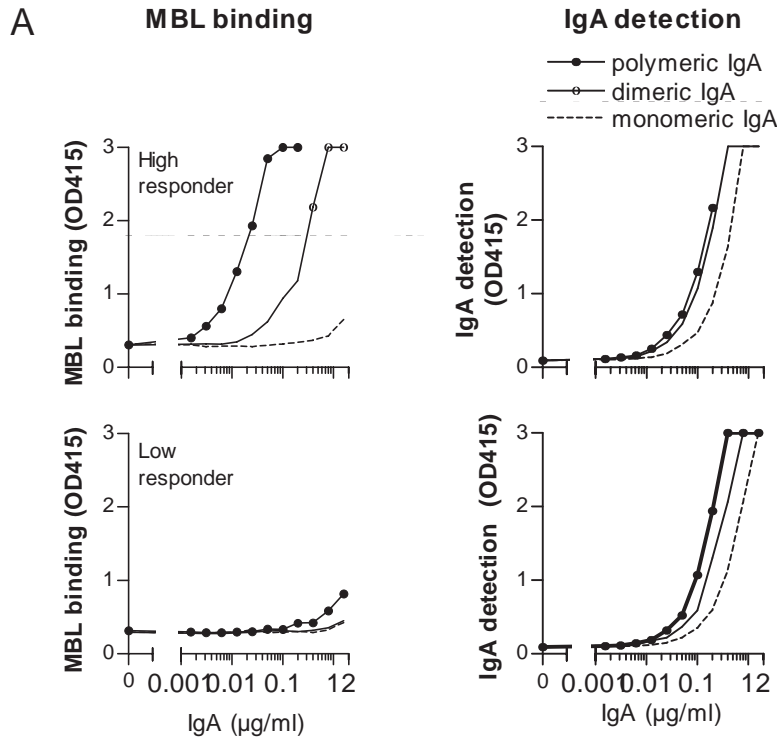 A
MBL binding
IgA detection
polymeric IgA
dimeric IgA
monomeric IgA
MBL binding (OD415)
3
2
1
0
High
responder
IgA detection
(OD415)
3
2
1
0
MBL binding (OD415)
3
2
1
0
Low
responder
0
0.001
0.01
0.1
12
IgA (µg/ml)
IgA detection (OD415)
3
2
1
0
0
0.001
0.01
0.1
12
IgA (µg/ml)